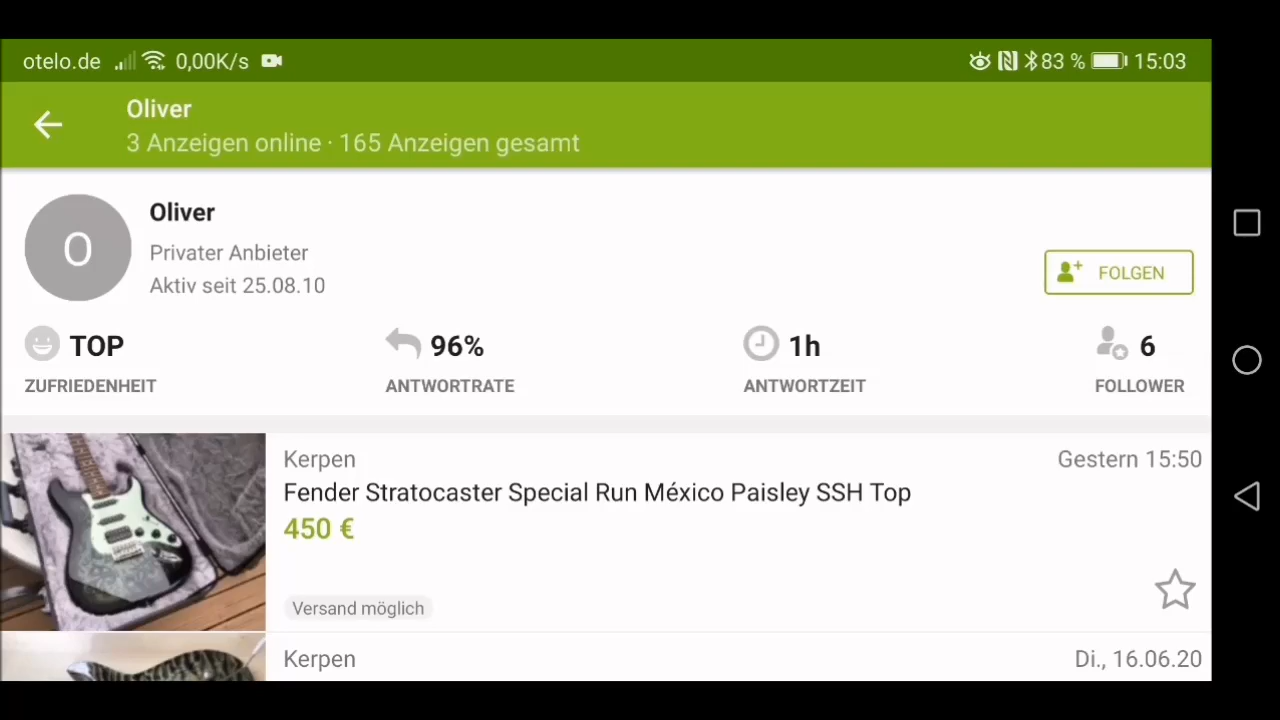 otelo.de 0,00K/s 83 % 15:03
Oliver
3 Anzeigen online · 165 Anzeigen gesamt
O
Oliver
Privater Anbieter
Aktiv seit 25.08.10
FOLGEN
TOP 96% 1h 6
ZUFRIEDENHEIT ANTWORTRATE ANTWORTZEIT FOLLOWER
Kerpen Gestern 15:50
Fender Stratocaster Special Run México Paisley SSH Top
450 €
Versand möglich
Kerpen Di., 16.06.20